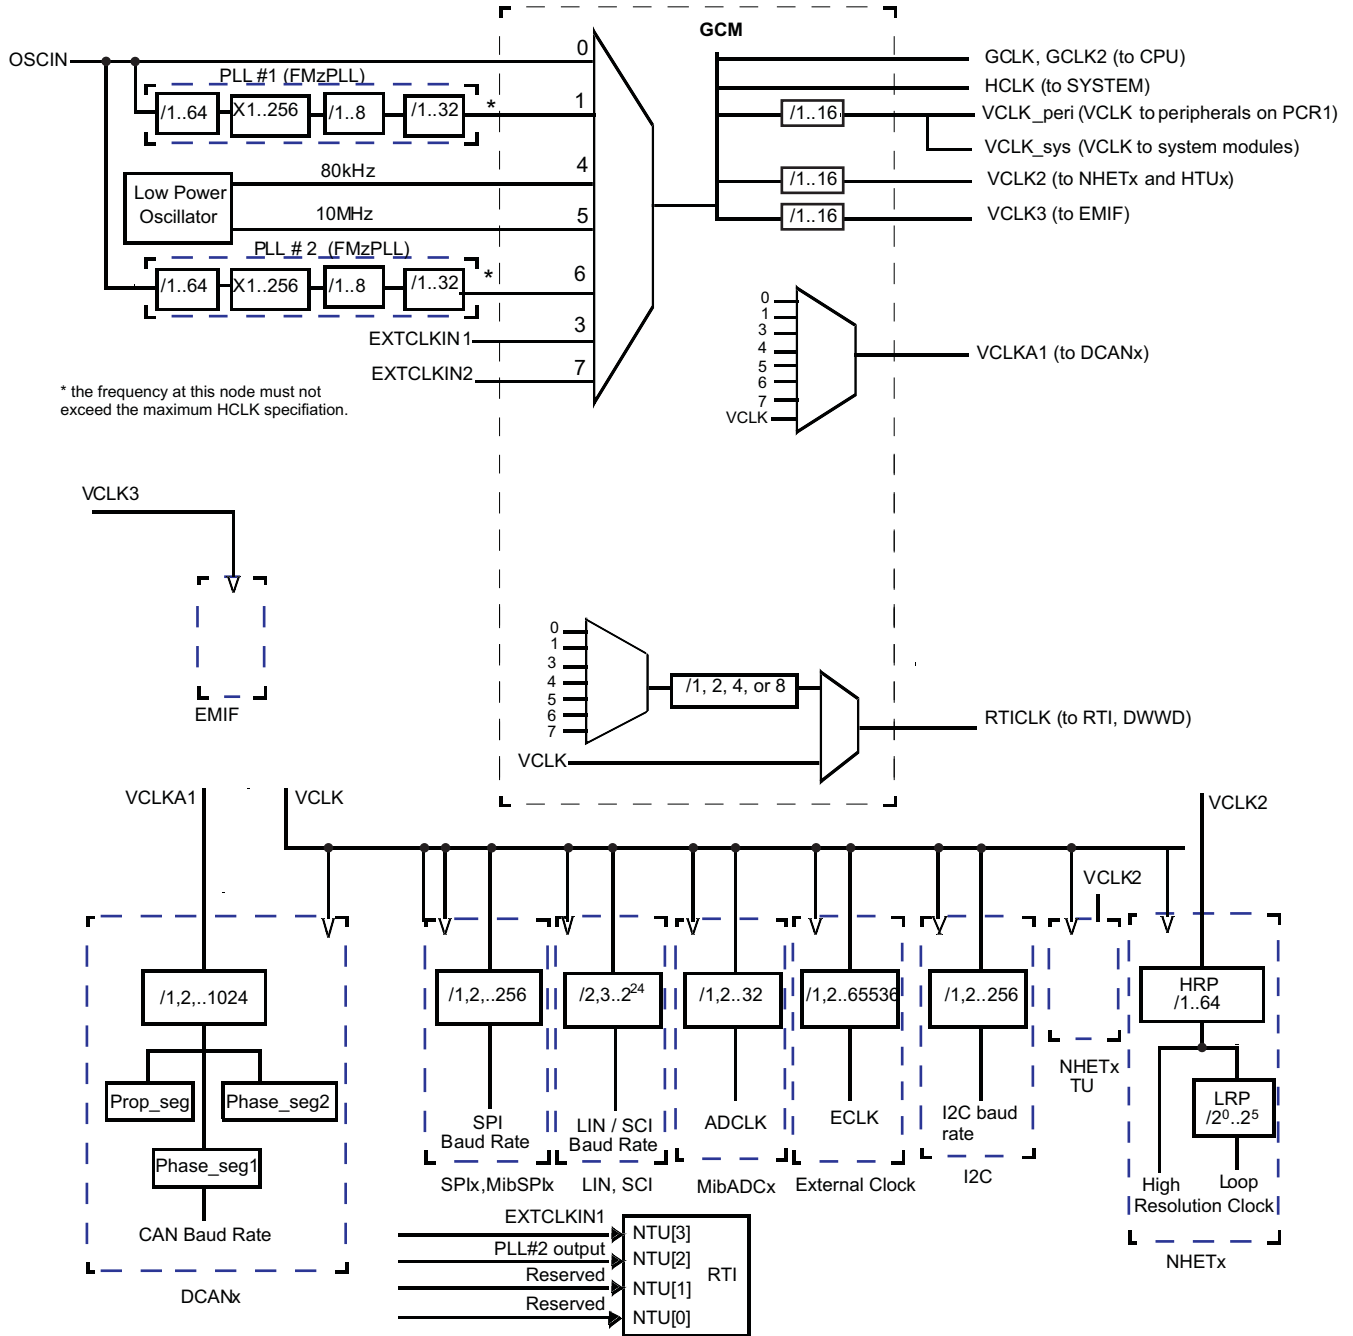 GCM
OSCIN
0
PLL #1 (FMzPLL)
/1..64
X1..256
/1..8
/1..32
*
1
Low Power
Oscillator
80kHz
4
10MHz
5
PLL # 2 (FMzPLL)
/1..64
X1..256
/1..8
/1..32
*
6
EXTCLKIN1
3
EXTCLKIN2
7
* the frequency at this node must not
exceed the maximum HCLK specifiation.
GCLK, GCLK2 (to CPU)
HCLK (to SYSTEM)
/1..16
VCLK_peri (VCLK to peripherals on PCR1)
VCLK_sys (VCLK to system modules)
/1..16
VCLK2 (to NHETx and HTUx)
/1..16
VCLK3 (to EMIF)
0
1
3
4
5
6
7
VCLK
VCLKA1 (to DCANx)
VCLK3
EMIF
0
1
3
4
5
6
7
/1, 2, 4, or 8
VCLK
RTICLK (to RTI, DWWD)
VCLKA1
VCLK
VCLK2
VCLK2
/1,2,..1024
Prop_seg
Phase_seg2
Phase_seg1
CAN Baud Rate
DCANx
/1,2,..256
SPI
Baud Rate
SPIx,MibSPIx
/2,3..2²⁴
LIN / SCI
Baud Rate
LIN, SCI
/1,2..32
ADCLK
MibADCx
/1,2..65536
ECLK
External Clock
/1,2..256
I2C baud
rate
I2C
NHETx
TU
HRP
/1..64
LRP
/2⁰..2⁵
High
Loop
Resolution Clock
NHETx
EXTCLKIN1
NTU[3]
PLL#2 output
NTU[2]
RTI
Reserved
NTU[1]
Reserved
NTU[0]